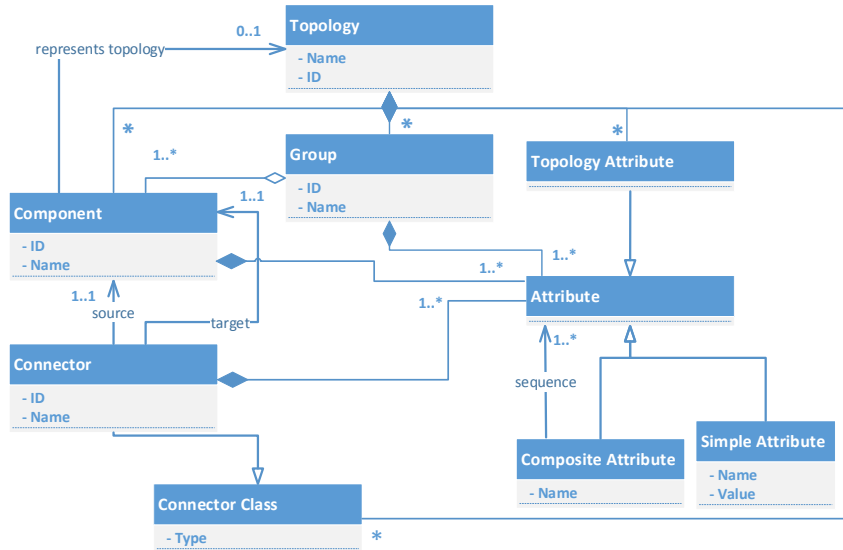 Topology
0..1
represents topology
- Name
- ID
*
*
*
Group
1..*
Topology Attribute
- ID
- Name
1..1
Component
- ID
- Name
1..*
1..*
Attribute
1..1
source
1..*
target
1..*
Connector
sequence
- ID
- Name
Simple Attribute
Composite Attribute
- Name
- Value
- Name
Connector Class
- Type
*